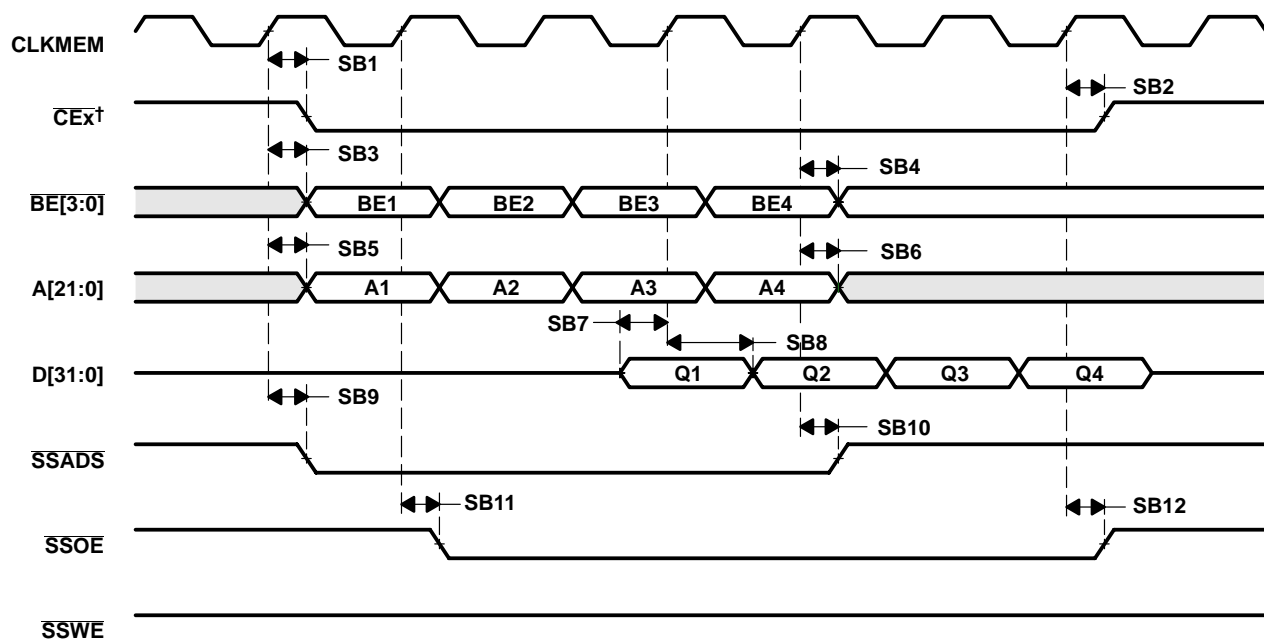 CLKMEM
SB1
SB2
CEx†
SB3
SB4
BE[3:0]
BE1 BE2 BE3 BE4
SB5
SB6
A[21:0]
A1 A2 A3 A4
SB7
SB8
D[31:0]
Q1 Q2 Q3 Q4
SB9
SB10
SSADS
SB11
SB12
SSOE
SSWE